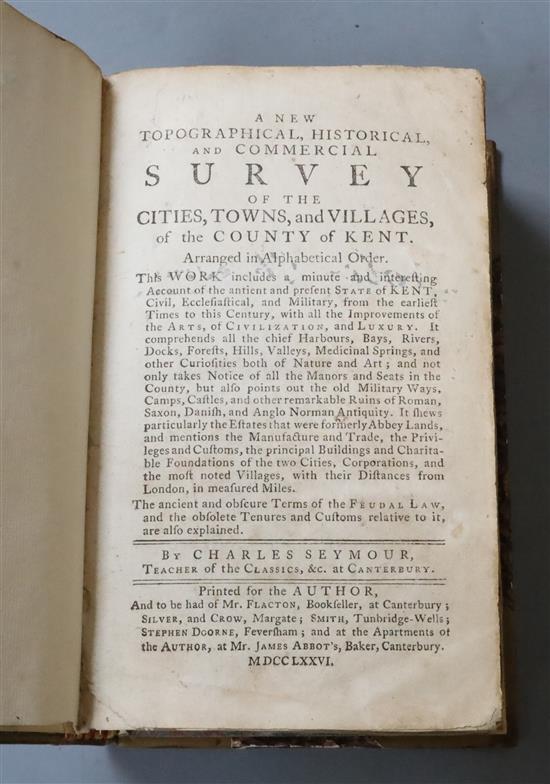 A NEW
TOPOGRAPHICAL, HISTORICAL,
AND COMMERCIAL
SURVEY
OF THE
CITIES, TOWNS, and VILLAGES,
of the COUNTY of KENT.
Arranged in Alphabetical Order.
This WORK includes a minute and interesting
Account of the antient and preſent STATE of KENT,
Civil, Eccleſiaſtical, and Military, from the earlieſt
Times to this Century, with all the Improvements of
the ARTS, of CIVILIZATION, and LUXURY. It
comprehends all the chief Harbours, Bays, Rivers,
Docks, Foreſts, Hills, Valleys, Medicinal Springs, and
other Curioſities both of Nature and Art; and not
only takes Notice of all the Manors and Seats in the
County, but alſo points out the old Military Ways,
Camps, Caſtles, and other remarkable Ruins of Roman,
Saxon, Daniſh, and Anglo Norman Antiquity. It ſhews
particularly the Eſtates that were formerly Abbey Lands,
and mentions the Manufacture and Trade, the Privi-
leges and Cuſtoms, the principal Buildings and Charita-
ble Foundations of the two Cities, Corporations, and
the moſt noted Villages, with their Diſtances from
London, in meaſured Miles.
The ancient and obſcure Terms of the FEUDAL LAW,
and the obſolete Tenures and Cuſtoms relative to it,
are alſo explained.
BY CHARLES SEYMOUR,
TEACHER of the CLASSICS, &c. at CANTERBURY.
Printed for the AUTHOR,
And to be had of Mr. FLACTON, Bookſeller, at Canterbury;
SILVER, and CROW, Margate; SMITH, Tunbridge-Wells;
STEPHEN DOORNE, Feverſham; and at the Apartments of
the AUTHOR, at Mr. JAMES ABBOT'S, Baker, Canterbury.
MDCCLXXVI.